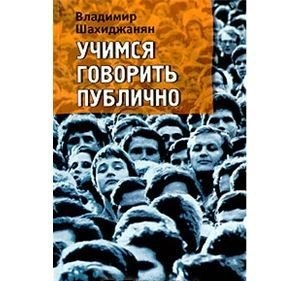 Владимир
Шахиджанян
УЧИМСЯ
ГОВОРИТЬ
ПУБЛИЧНО